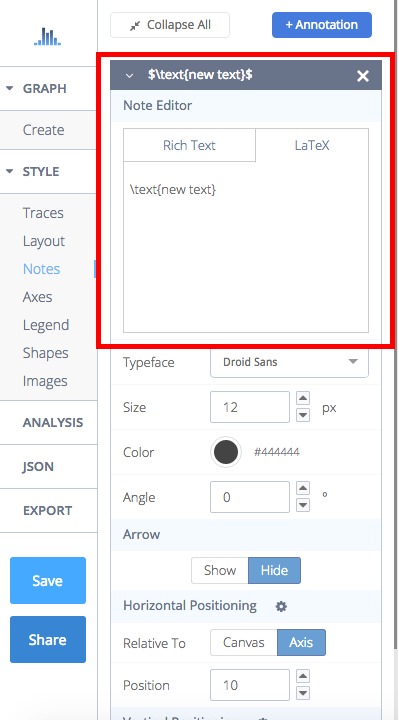 Collapse All
+ Annotation
GRAPH
Create
STYLE
Traces
Layout
Notes
Axes
Legend
Shapes
Images
ANALYSIS
JSON
EXPORT
Save
Share
$\text{new text}$
Note Editor
Rich Text LaTeX
\text{new text}
Typeface Droid Sans
Size 12 px
Color #444444
Angle 0 °
Arrow
Show Hide
Horizontal Positioning
Relative To Canvas Axis
Position 10